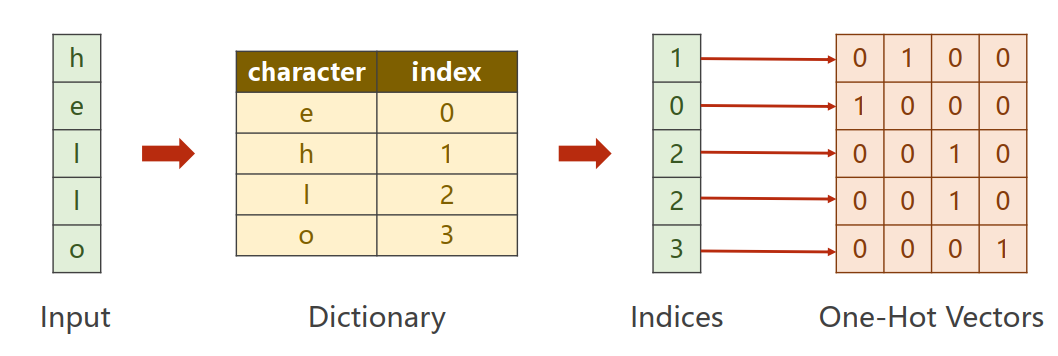 h
e
l
l
o
Input
character index
e 0
h 1
l 2
o 3
Dictionary
1
0
2
2
3
Indices
0 1 0 0
1 0 0 0
0 0 1 0
0 0 1 0
0 0 0 1
One-Hot Vectors